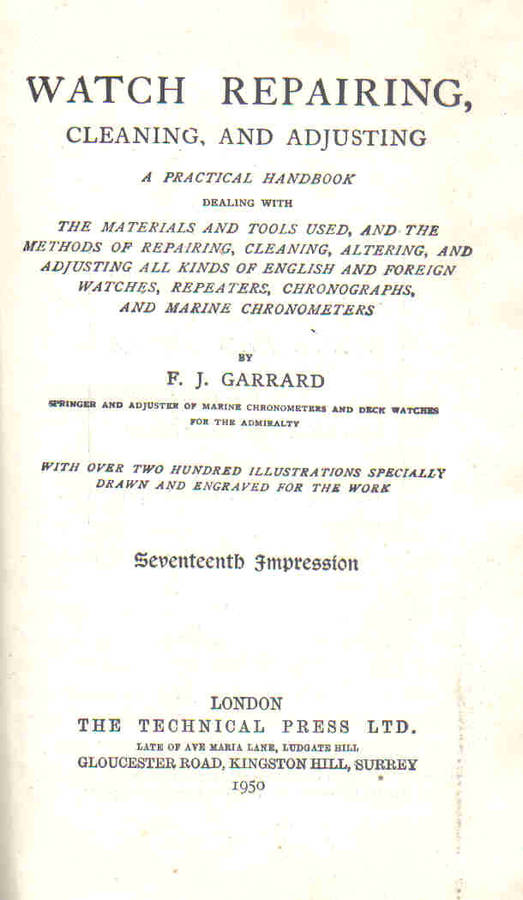 WATCH REPAIRING,
CLEANING, AND ADJUSTING
A PRACTICAL HANDBOOK
DEALING WITH
THE MATERIALS AND TOOLS USED, AND THE
METHODS OF REPAIRING, CLEANING, ALTERING, AND
ADJUSTING ALL KINDS OF ENGLISH AND FOREIGN
WATCHES, REPEATERS, CHRONOGRAPHS,
AND MARINE CHRONOMETERS
BY
F. J. GARRARD
SPRINGER AND ADJUSTER OF MARINE CHRONOMETERS AND DECK WATCHES
FOR THE ADMIRALTY
WITH OVER TWO HUNDRED ILLUSTRATIONS SPECIALLY
DRAWN AND ENGRAVED FOR THE WORK
Seventeenth Impression
LONDON
THE TECHNICAL PRESS LTD.
LATE OF AVE MARIA LANE, LUDGATE HILL
GLOUCESTER ROAD, KINGSTON HILL, SURREY
1950